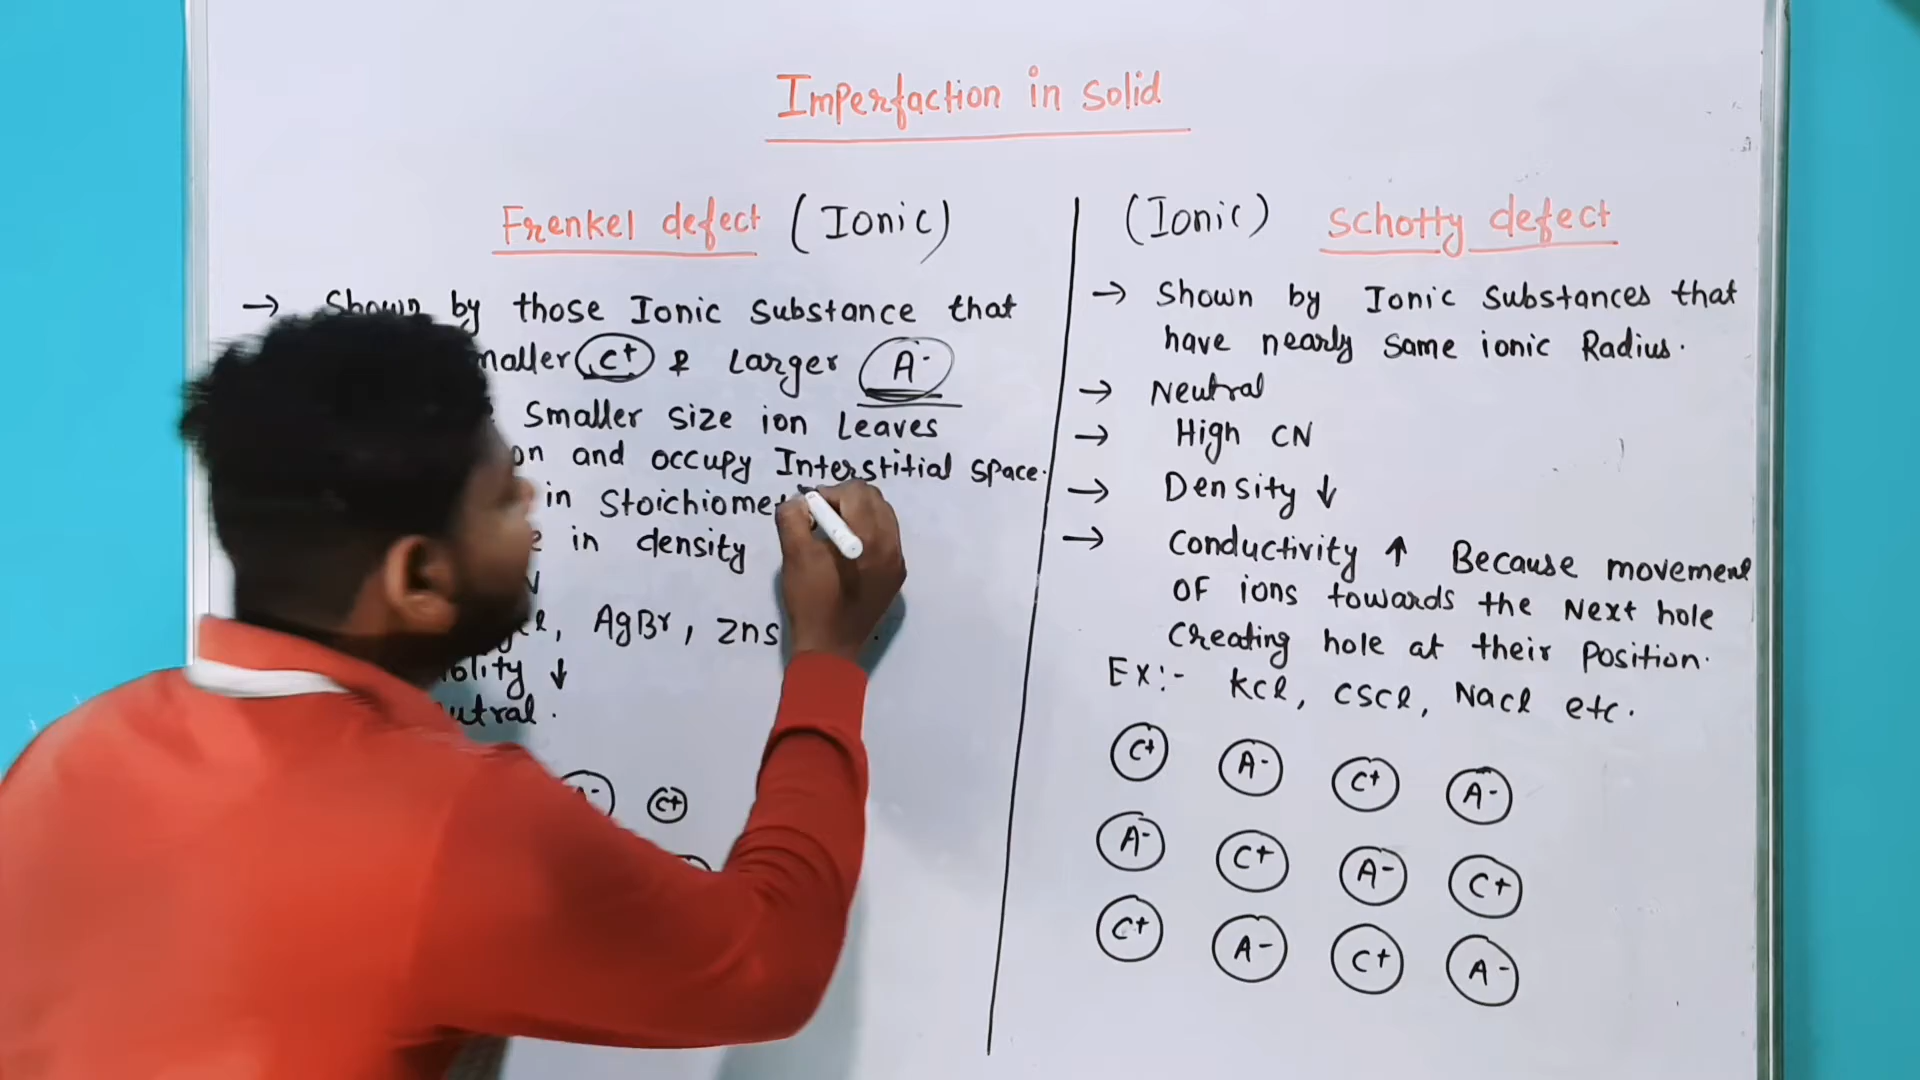 Imperfaction in solid
Frenkel defect (Ionic)
→ Shown by those Ionic Substance that
smaller C+ & Larger A-
Smaller size ion Leaves
and occupy Interstitial space.
in Stoichiome
in density
AgBr, Zns
↓
(Ionic) Schotty defect
→ Shown by Ionic Substances that
have nearly same ionic Radius.
→ Neutral
→ High CN
→ Density ↓
→ Conductivity ↑ Because movement
OF ions towards the Next hole
Creating hole at their Position.
EX:- Kcl, CSCl, Nacl etc.
A- C+
C+ A- C+ A-
A- C+ A- C+
C+ A- C+ A-